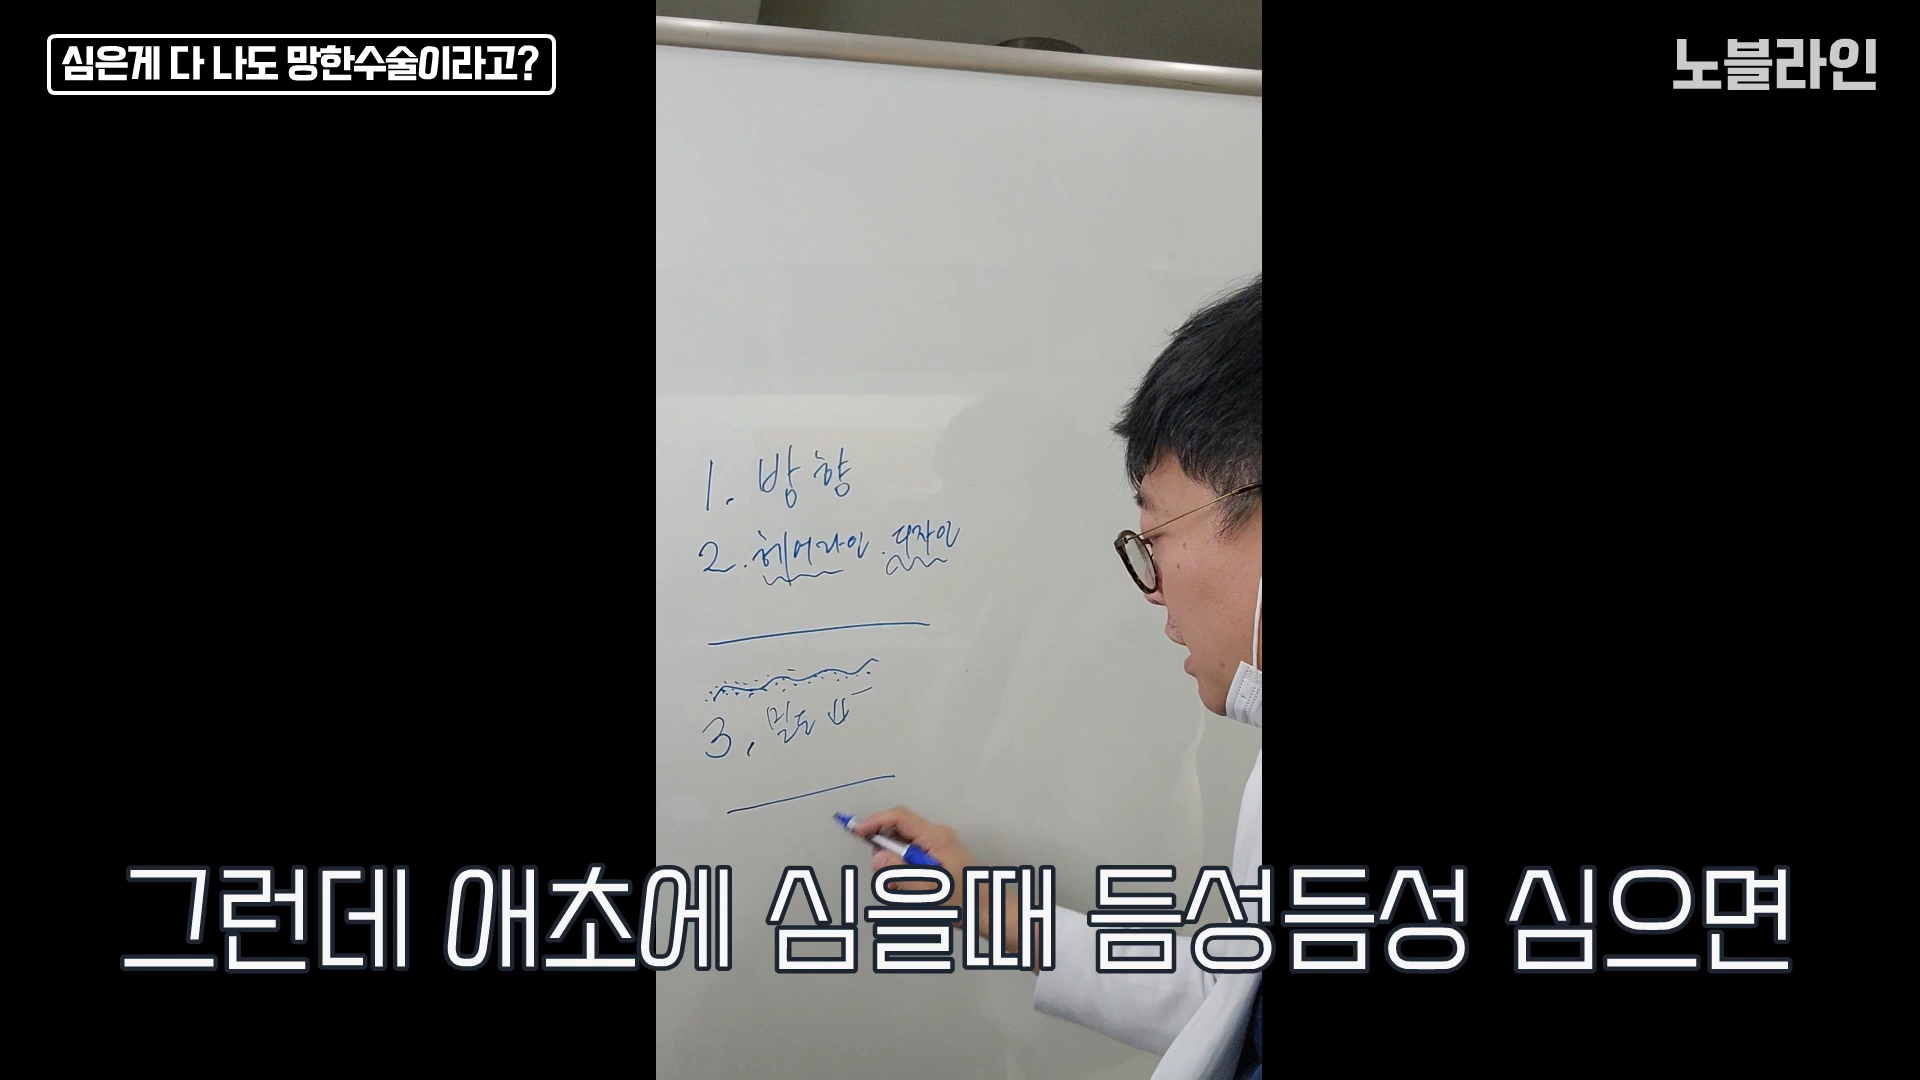 심은게 다 나도 망한수술이라고?
노블라인
1. 방향
2. 헤어라인 디자인
3. 밀도 ⇓
그런데 애초에 심을때 듬성듬성 심으면